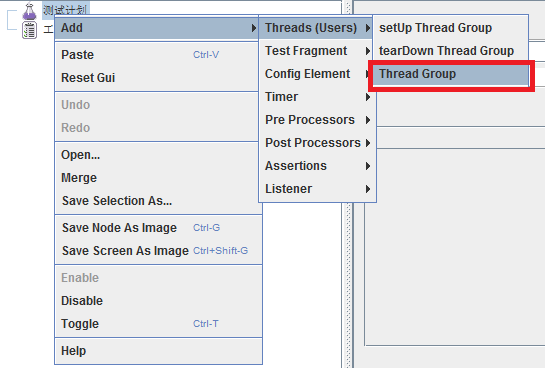 测试计划
工
Add
Paste Ctrl-V
Reset Gui
Undo
Redo
Open...
Merge
Save Selection As...
Save Node As Image Ctrl-G
Save Screen As Image Ctrl+Shift-G
Enable
Disable
Toggle Ctrl-T
Help
Threads (Users)
Test Fragment
Config Element
Timer
Pre Processors
Post Processors
Assertions
Listener
setUp Thread Group
tearDown Thread Group
Thread Group